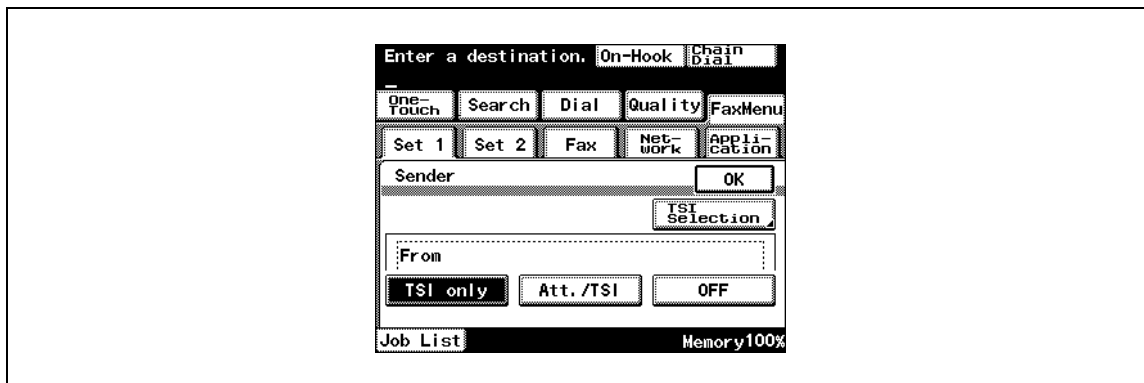 Enter a destination. On-Hook Chain Dial
One-Touch Search Dial Quality FaxMenu
Set 1 Set 2 Fax Net-work Appli-cation
Sender OK
TSI Selection
From
TSI only Att./TSI OFF
Job List Memory100%